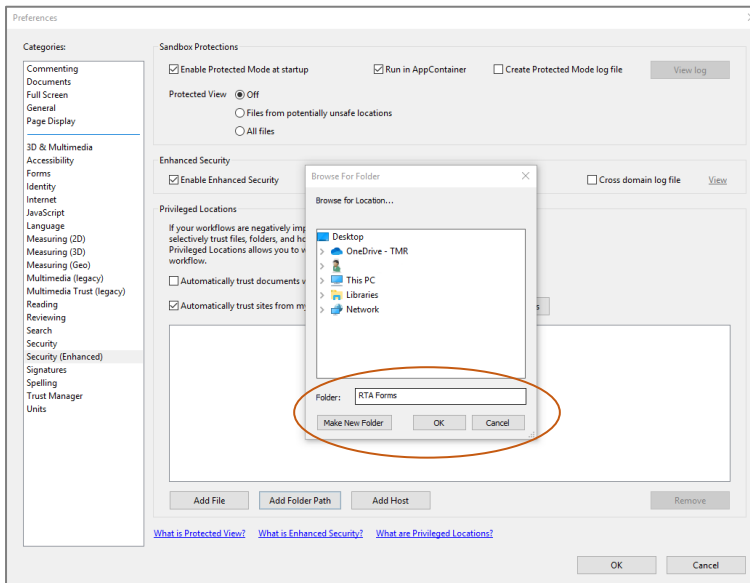 Preferences
Categories:
Commenting
Documents
Full Screen
General
Page Display
3D & Multimedia
Accessibility
Forms
Identity
Internet
JavaScript
Language
Measuring (2D)
Measuring (3D)
Measuring (Geo)
Multimedia (legacy)
Multimedia Trust (legacy)
Reading
Reviewing
Search
Security
Security (Enhanced)
Signatures
Spelling
Trust Manager
Units
Sandbox Protections
Enable Protected Mode at startup
Run in AppContainer
Create Protected Mode log file
View log
Protected View
Off
Files from potentially unsafe locations
All files
Enhanced Security
Enable Enhanced Security
Cross domain log file
View
Privileged Locations
If your workflows are negatively
selectively trust files, folders, and
Privileged Locations allows you to
workflow.
Automatically trust documents
Automatically trust sites from
Browse For Folder
Browse for Location...
Desktop
OneDrive - TMR
This PC
Libraries
Network
Folder:
RTA Forms
Make New Folder
OK
Cancel
Add File
Add Folder Path
Add Host
Remove
What is Protected View?
What is Enhanced Security?
What are Privileged Locations?
OK
Cancel